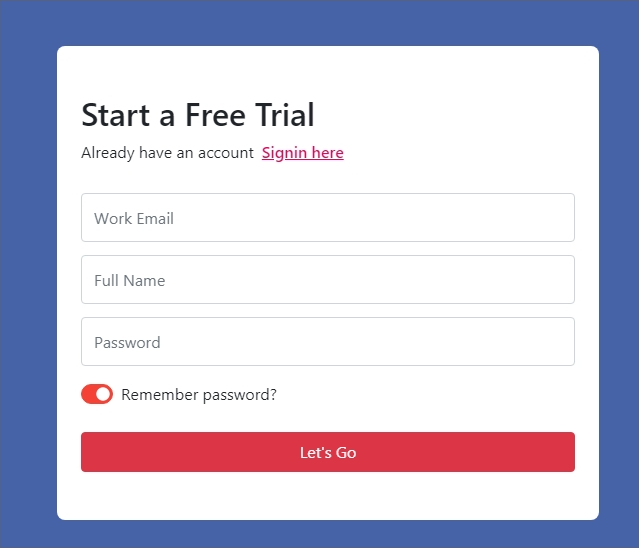 Start a Free Trial
Already have an account Signin here
Work Email
Full Name
Password
Remember password?
Let's Go